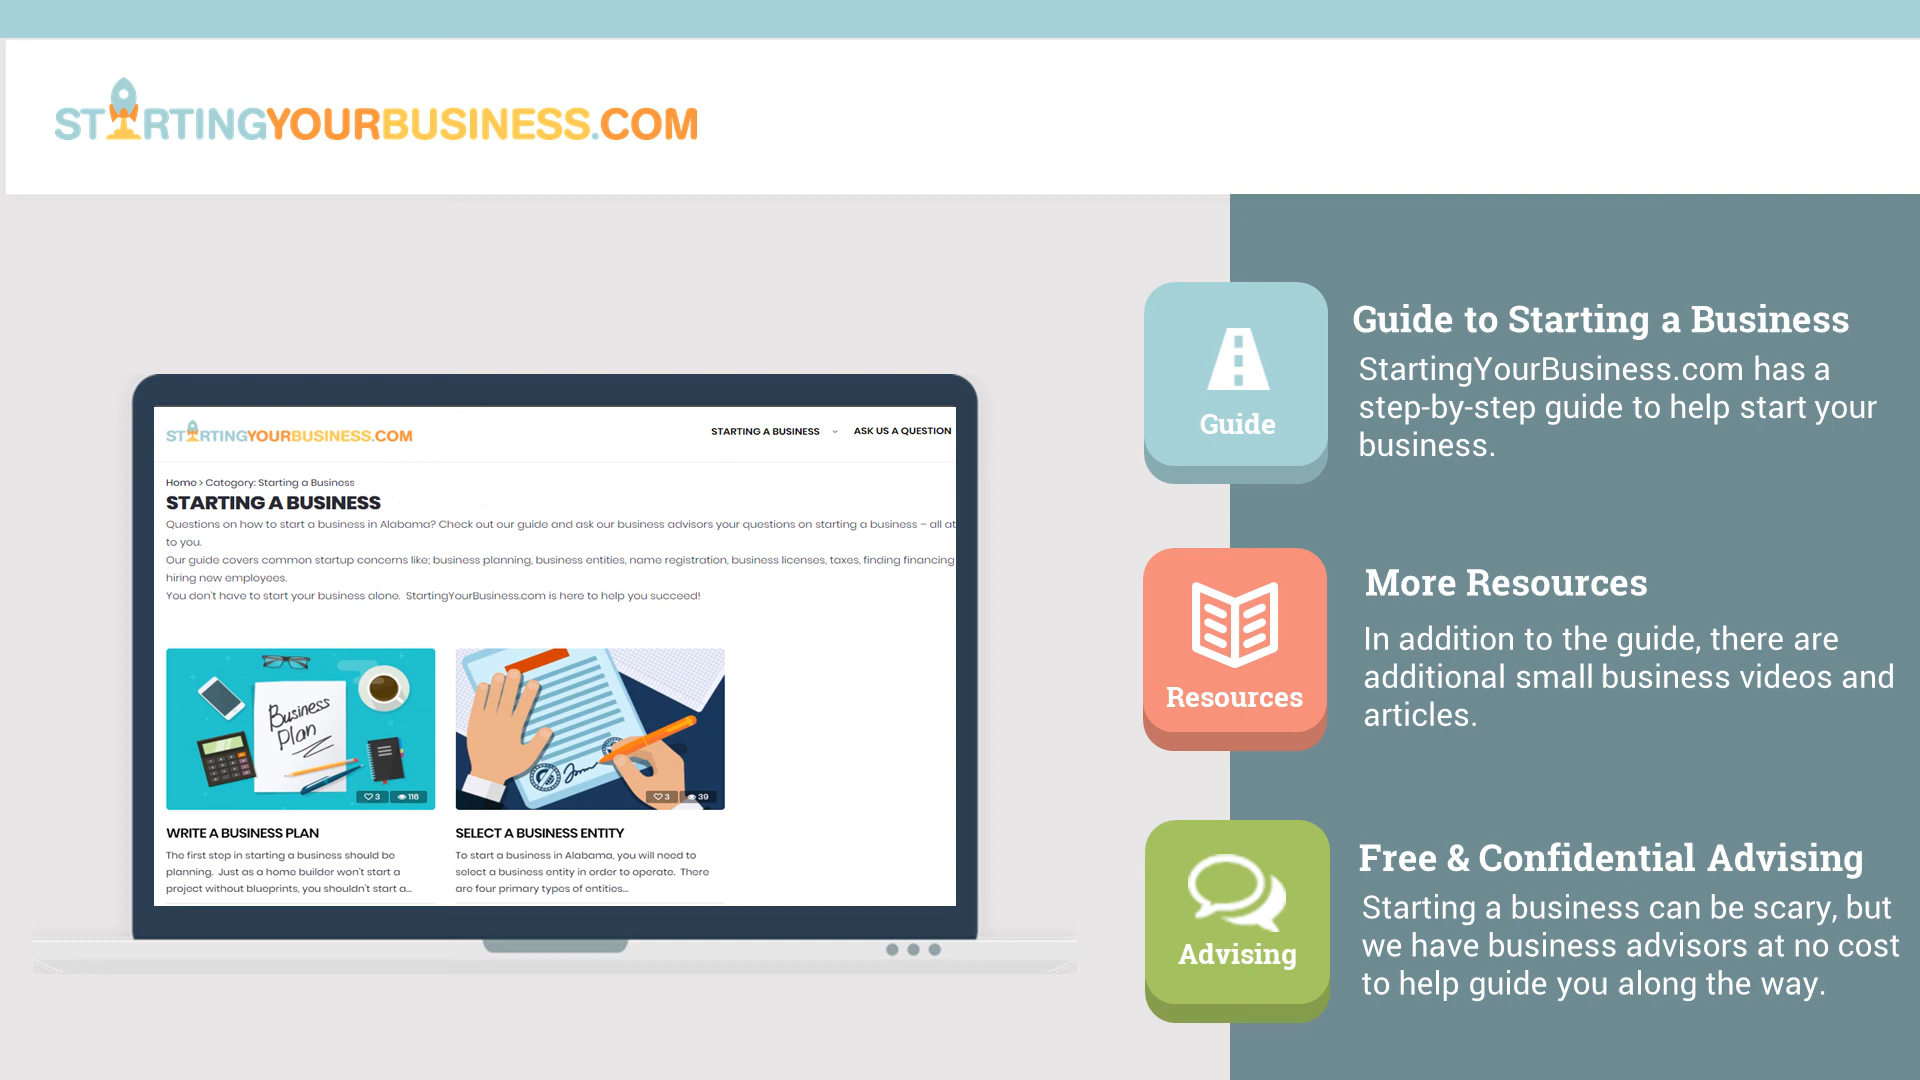 STARTINGYOURBUSINESS.COM
STARTINGYOURBUSINESS.COM
STARTING A BUSINESS
ASK US A QUESTION
Home > Category: Starting a Business
STARTING A BUSINESS
Questions on how to start a business in Alabama? Check out our guide and ask our business advisors your questions on starting a business – all at
to you.
Our guide covers common startup concerns like; business planning, business entities, name registration, business licenses, taxes, finding financing
hiring new employees.
You don't have to start your business alone. StartingYourBusiness.com is here to help you succeed!
Business
Plan
3
116
3
39
WRITE A BUSINESS PLAN
The first step in starting a business should be
planning. Just as a home builder won't start a
project without blueprints, you shouldn't start a...
SELECT A BUSINESS ENTITY
To start a business in Alabama, you will need to
select a business entity in order to operate. There
are four primary types of entities...
Guide
Guide to Starting a Business
StartingYourBusiness.com has a
step-by-step guide to help start your
business.
Resources
More Resources
In addition to the guide, there are
additional small business videos and
articles.
Advising
Free & Confidential Advising
Starting a business can be scary, but
we have business advisors at no cost
to help guide you along the way.